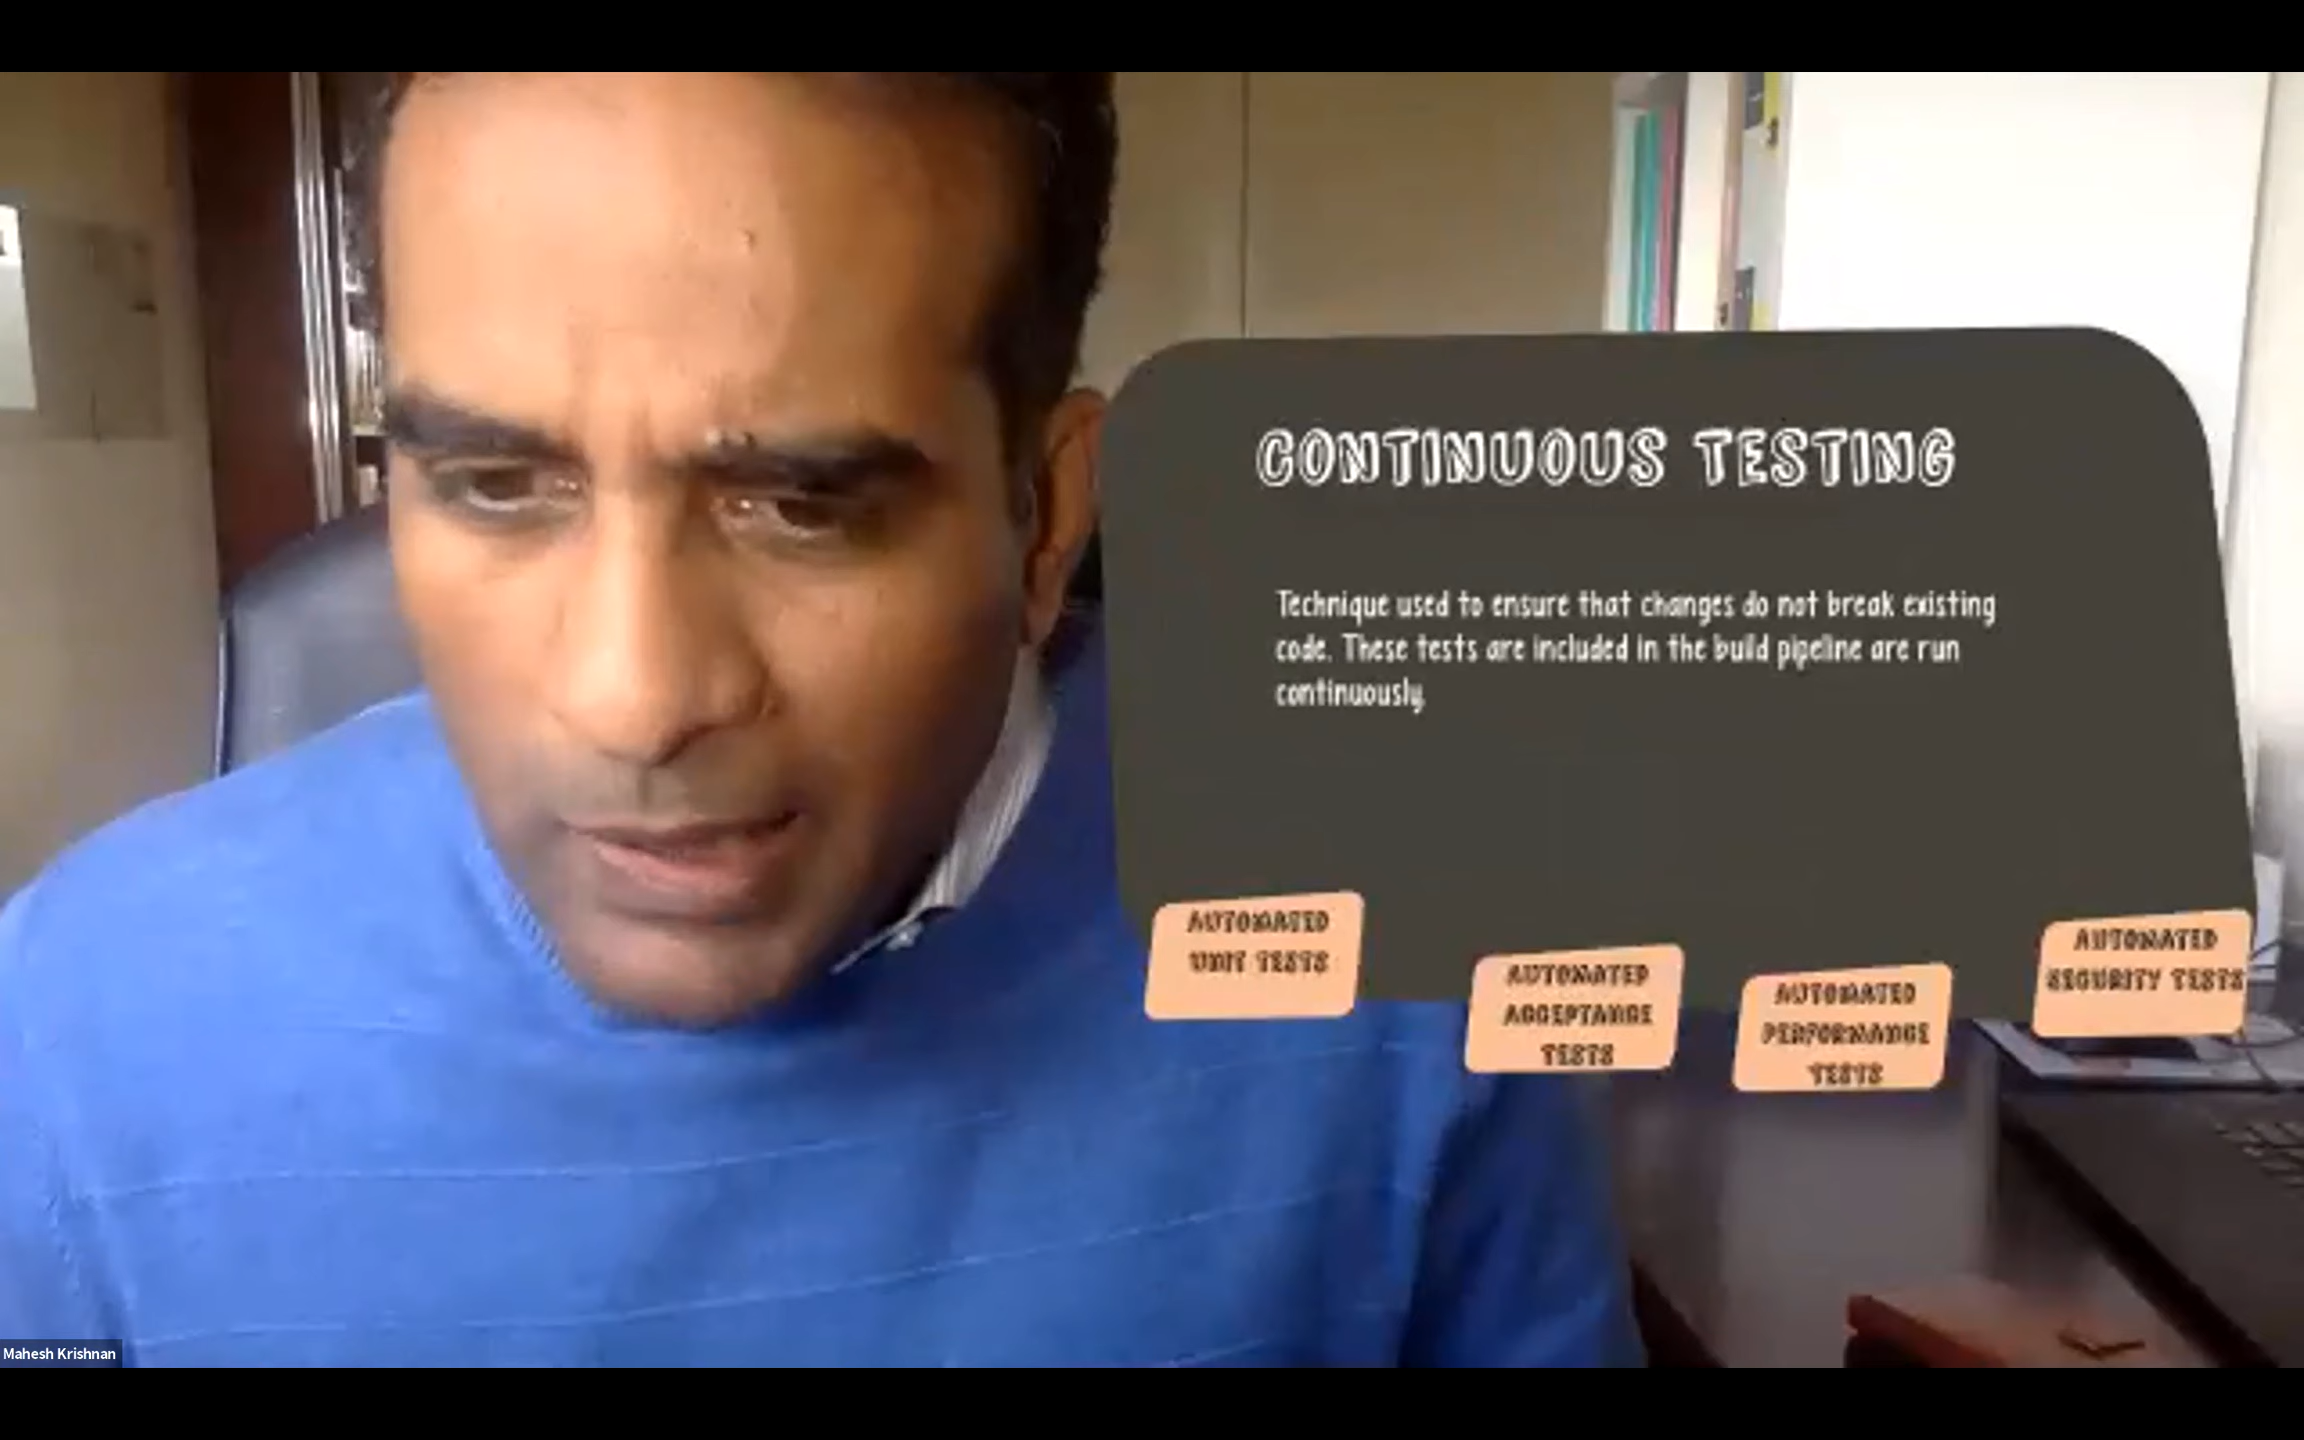 CONTINUOUS TESTING
Technique used to ensure that changes do not break existing
code. These tests are included in the build pipeline are run
continuously.
AUTOMATED
UNIT TESTS
AUTOMATED
ACCEPTANCE
TESTS
AUTOMATED
PERFORMANCE
TESTS
AUTOMATED
SECURITY TESTS
Mahesh Krishnan